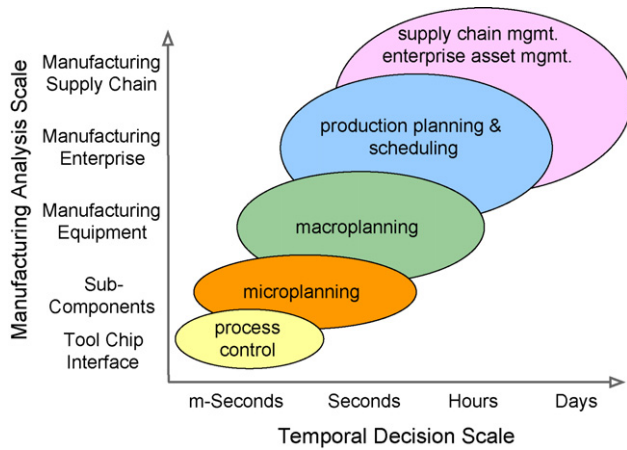 Manufacturing Analysis Scale
Manufacturing
Supply Chain
Manufacturing
Enterprise
Manufacturing
Equipment
Sub-
Components
Tool Chip
Interface
supply chain mgmt.
enterprise asset mgmt.
production planning &
scheduling
macroplanning
microplanning
process
control
m-Seconds
Seconds
Hours
Days
Temporal Decision Scale